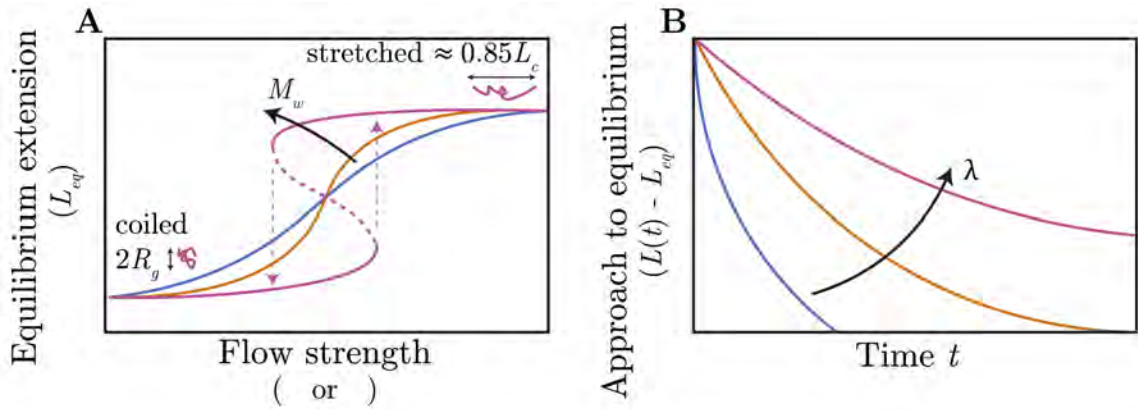 A
Equilibrium extension
(L_eq)
stretched ≈ 0.85L_c
M_w
coiled
2R_g
Flow strength
( or )
B
Approach to equilibrium
(L(t) - L_eq)
λ
Time t